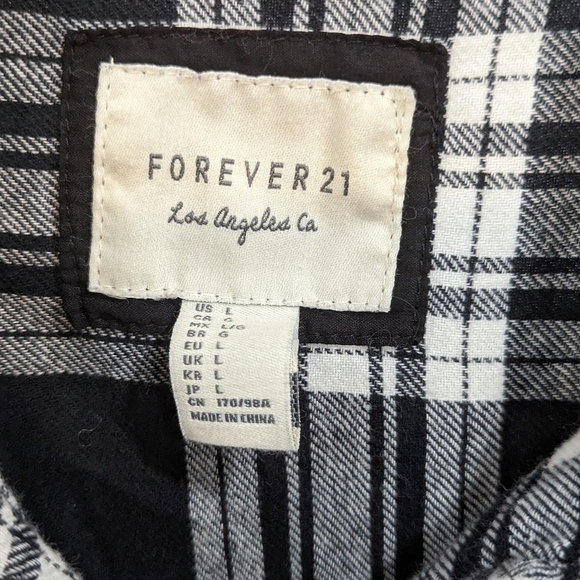 FOREVER 21
Los Angeles Ca
US L
CA G
MX L/G
BR G
EU L
UK L
KR L
JP L
CN 170/98A
MADE IN CHINA